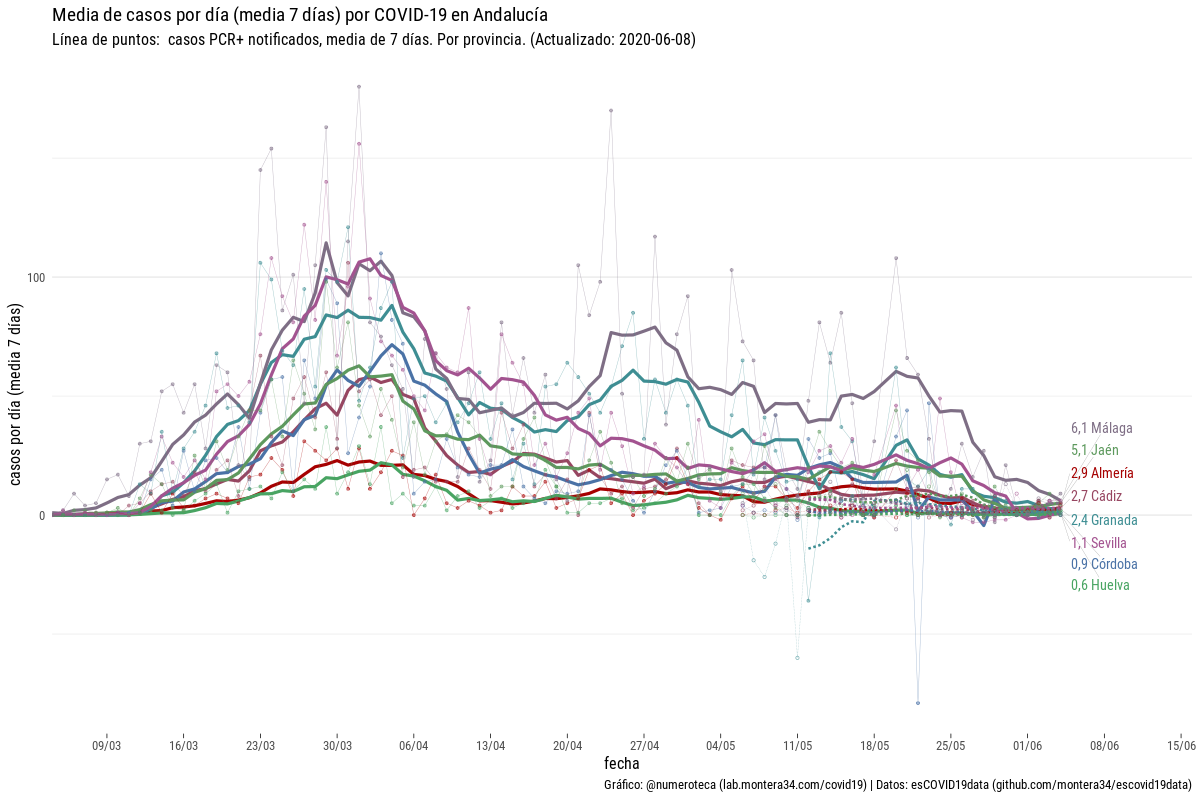 Media de casos por día (media 7 días) por COVID-19 en Andalucía
Línea de puntos:  casos PCR+ notificados, media de 7 días. Por provincia. (Actualizado: 2020-06-08)
casos por día (media 7 días)
100
0
6,1 Málaga
5,1 Jaén
2,9 Almería
2,7 Cádiz
2,4 Granada
1,1 Sevilla
0,9 Córdoba
0,6 Huelva
09/03 16/03 23/03 30/03 06/04 13/04 20/04 27/04 04/05 11/05 18/05 25/05 01/06 08/06 15/06
fecha
Gráfico: @numeroteca (lab.montera34.com/covid19) | Datos: esCOVID19data (github.com/montera34/escovid19data)